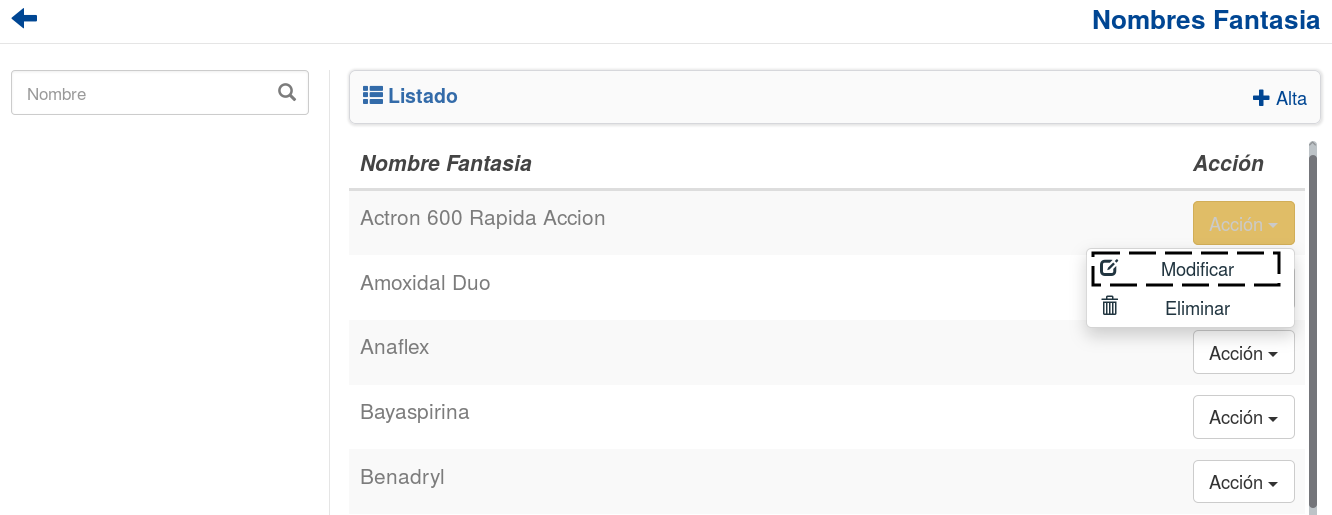 Nombres Fantasia
Nombre
Listado
Alta
Nombre Fantasia Acción
Actron 600 Rapida Accion Acción
Modificar
Amoxidal Duo
Eliminar
Anaflex Acción
Bayaspirina Acción
Benadryl Acción